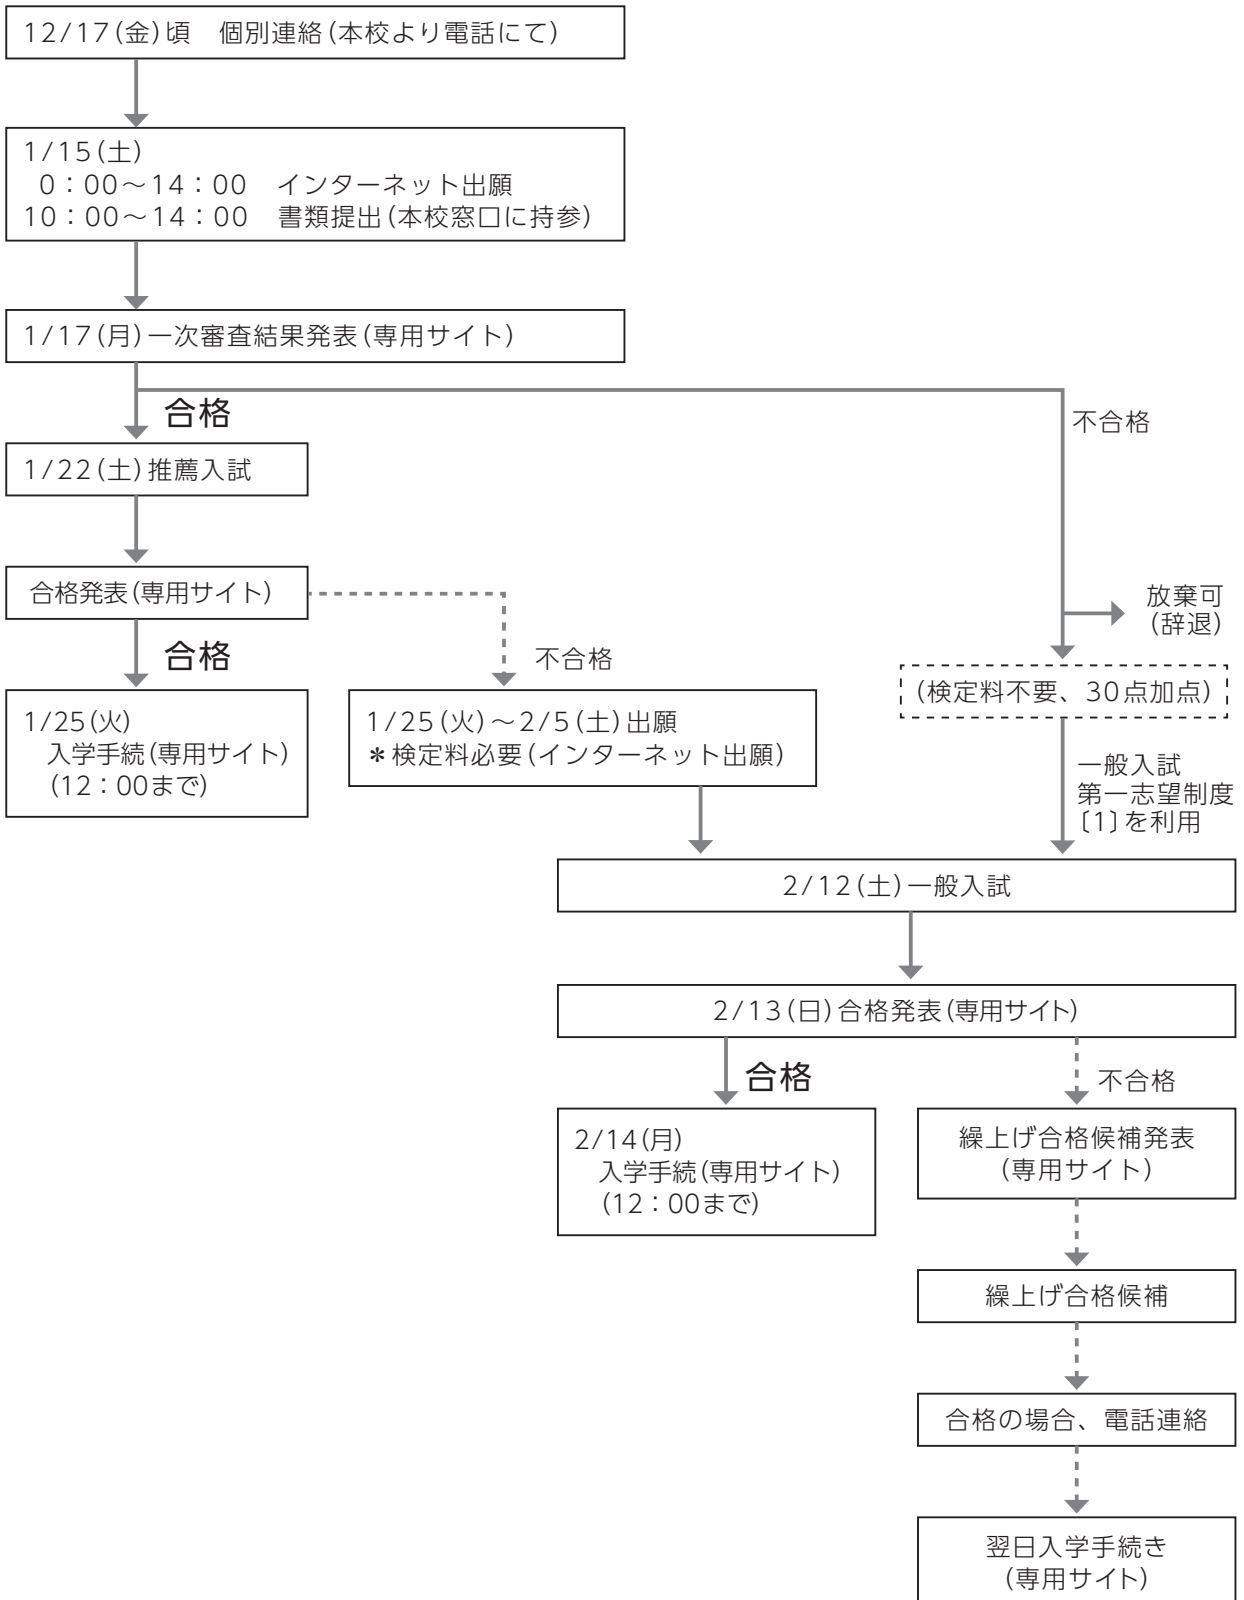 12/17(金)頃　個別連絡(本校より電話にて)
1/15(土)
0：00〜14：00　インターネット出願
10：00〜14：00　書類提出(本校窓口に持参)
1/17(月)一次審査結果発表(専用サイト)
合格
不合格
1/22(土)推薦入試
合格発表(専用サイト)
放棄可
(辞退)
合格
不合格
(検定料不要、30点加点)
1/25(火)
入学手続(専用サイト)
(12：00まで)
1/25(火)〜2/5(土)出願
＊検定料必要(インターネット出願)
一般入試
第一志望制度
〔1〕を利用
2/12(土)一般入試
2/13(日)合格発表(専用サイト)
合格
不合格
2/14(月)
入学手続(専用サイト)
(12：00まで)
繰上げ合格候補発表
(専用サイト)
繰上げ合格候補
合格の場合、電話連絡
翌日入学手続き
(専用サイト)